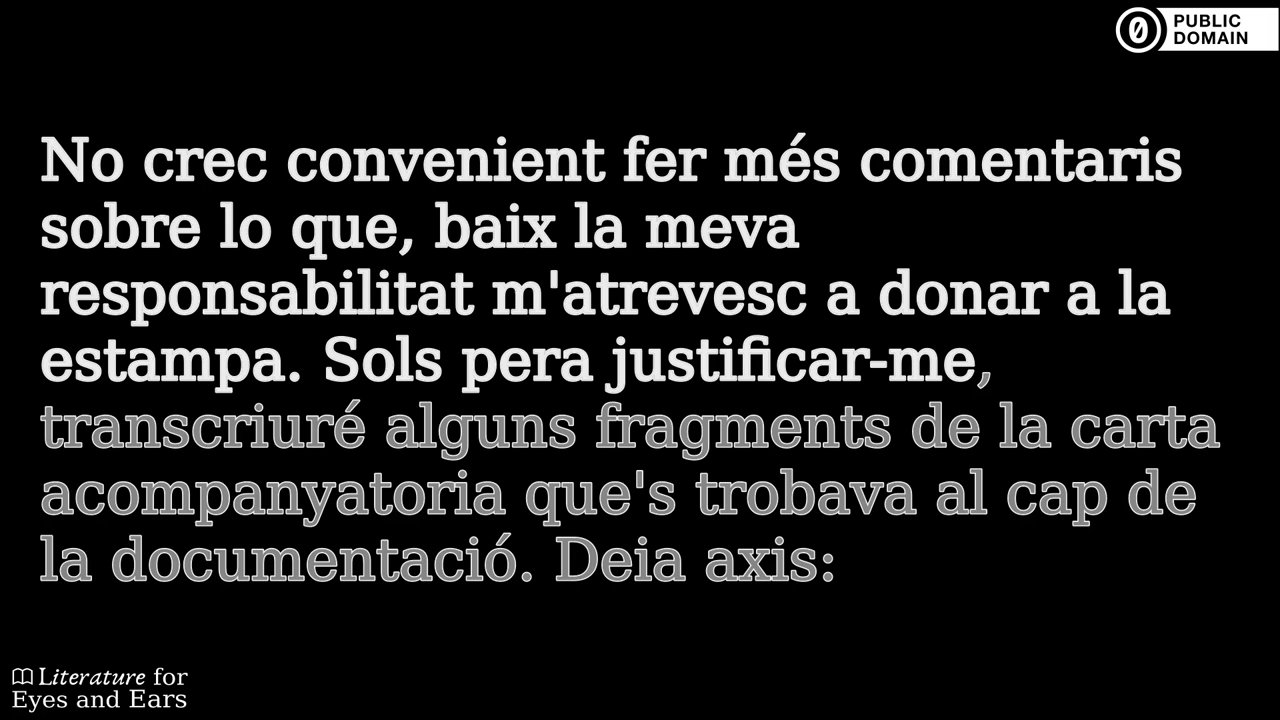 PUBLIC
DOMAIN
No crec convenient fer més comentaris
sobre lo que, baix la meva
responsabilitat m'atrevesc a donar a la
estampa. Sols pera justificar-me,
transcriuré alguns fragments de la carta
acompanyatoria que's trobava al cap de
la documentació. Deia axis:
Literature for
Eyes and Ears